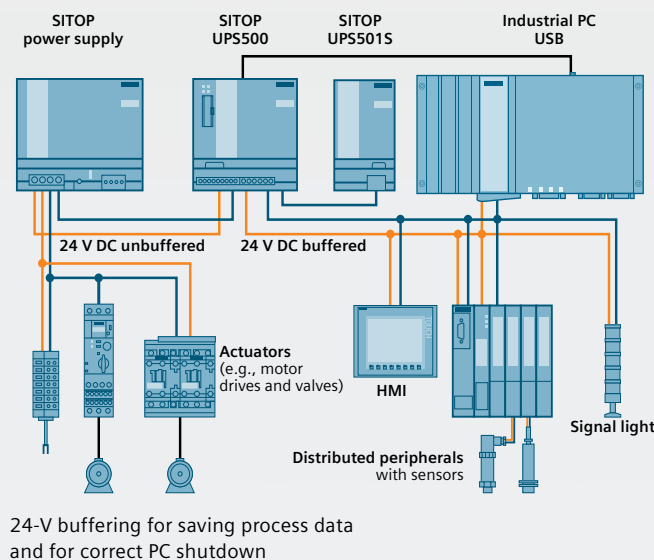 SITOP
power supply
SITOP
UPS500
SITOP
UPS501S
Industrial PC
USB
24 V DC unbuffered
24 V DC buffered
Actuators
(e.g., motor
drives and valves)
HMI
Signal light
Distributed peripherals
with sensors
24-V buffering for saving process data
and for correct PC shutdown